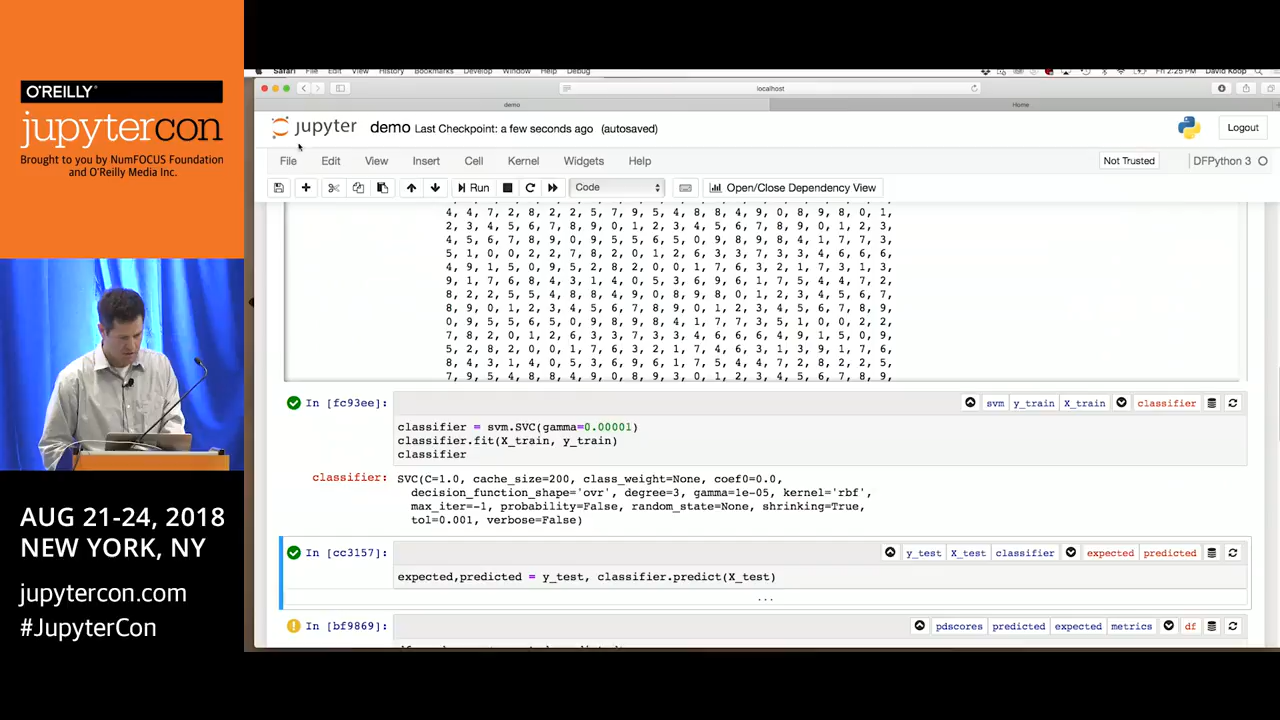 O'REILLY®
jupytercon
Brought to you by NumFOCUS Foundation
and O'Reilly Media Inc.
AUG 21-24, 2018
NEW YORK, NY
jupytercon.com
#JupyterCon
Safari File Edit View History Bookmarks Develop Window Help Debug Fri 2:25 PM David Koop
localhost
demo Home
jupyter demo Last Checkpoint: a few seconds ago (autosaved) Logout
File Edit View Insert Cell Kernel Widgets Help Not Trusted DFPython 3
Run Code Open/Close Dependency View
4, 4, 7, 2, 8, 2, 2, 5, 7, 9, 5, 4, 8, 8, 4, 9, 0, 8, 9, 8, 0, 1,
2, 3, 4, 5, 6, 7, 8, 9, 0, 1, 2, 3, 4, 5, 6, 7, 8, 9, 0, 1, 2, 3,
4, 5, 6, 7, 8, 9, 0, 9, 5, 5, 6, 5, 0, 9, 8, 9, 8, 4, 1, 7, 7, 3,
5, 1, 0, 0, 2, 2, 7, 8, 2, 0, 1, 2, 6, 3, 3, 7, 3, 3, 4, 6, 6, 6,
4, 9, 1, 5, 0, 9, 5, 2, 8, 2, 0, 0, 1, 7, 6, 3, 2, 1, 7, 3, 1, 3,
9, 1, 7, 6, 8, 4, 3, 1, 4, 0, 5, 3, 6, 9, 6, 1, 7, 5, 4, 4, 7, 2,
8, 2, 2, 5, 5, 4, 8, 8, 4, 9, 0, 8, 9, 8, 0, 1, 2, 3, 4, 5, 6, 7,
8, 9, 0, 1, 2, 3, 4, 5, 6, 7, 8, 9, 0, 1, 2, 3, 4, 5, 6, 7, 8, 9,
0, 9, 5, 5, 6, 5, 0, 9, 8, 9, 8, 4, 1, 7, 7, 3, 5, 1, 0, 0, 2, 2,
7, 8, 2, 0, 1, 2, 6, 3, 3, 7, 3, 3, 4, 6, 6, 6, 4, 9, 1, 5, 0, 9,
5, 2, 8, 2, 0, 0, 1, 7, 6, 3, 2, 1, 7, 4, 6, 3, 1, 3, 9, 1, 7, 6,
8, 4, 3, 1, 4, 0, 5, 3, 6, 9, 6, 1, 7, 5, 4, 4, 7, 2, 8, 2, 2, 5,
7, 9, 5, 4, 8, 8, 4, 9, 0, 8, 9, 3, 0, 1, 2, 3, 4, 5, 6, 7, 8, 9,
In [fc93ee]: svm y_train X_train classifier
classifier = svm.SVC(gamma=0.00001)
classifier.fit(X_train, y_train)
classifier
classifier: SVC(C=1.0, cache_size=200, class_weight=None, coef0=0.0,
decision_function_shape='ovr', degree=3, gamma=1e-05, kernel='rbf',
max_iter=-1, probability=False, random_state=None, shrinking=True,
tol=0.001, verbose=False)
In [cc3157]: y_test X_test classifier expected predicted
expected,predicted = y_test, classifier.predict(X_test)
...
In [bf9869]: pdscores predicted expected metrics df